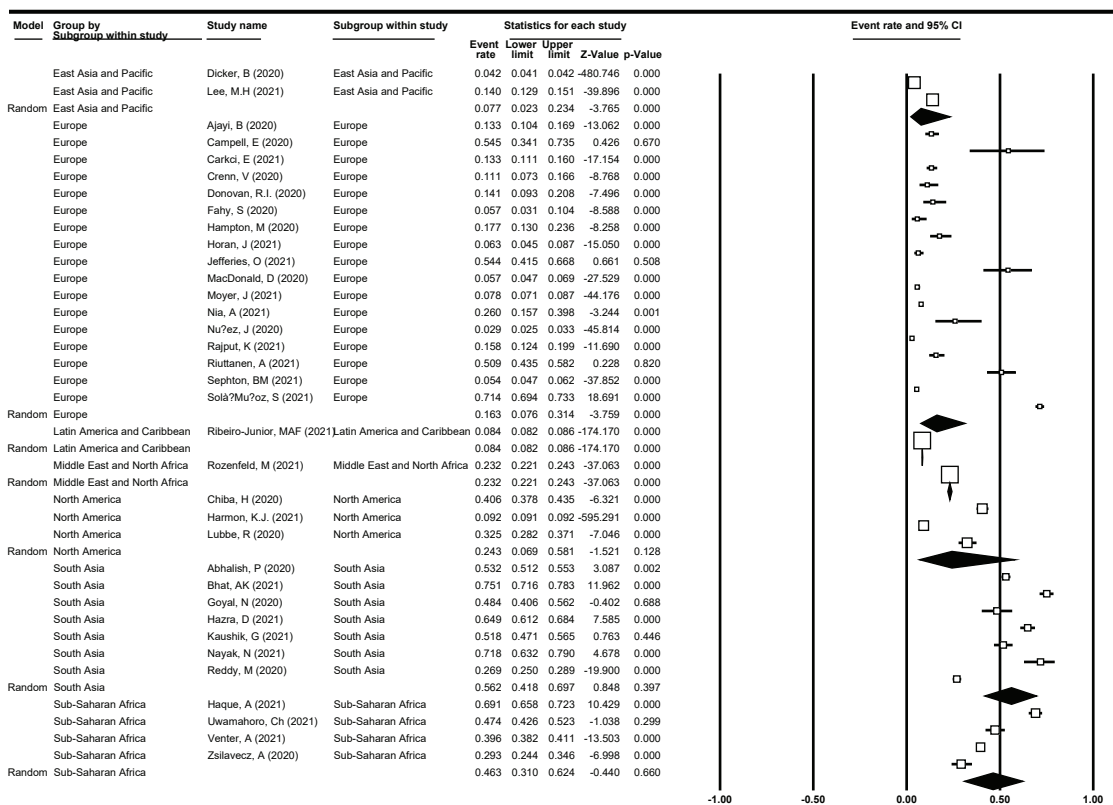 Model Group by Study name Subgroup within study Statistics for each study Event rate and 95% CI
Subgroup within study
Event Lower Upper
rate limit limit Z-Value p-Value
East Asia and Pacific Dicker, B (2020) East Asia and Pacific 0.042 0.041 0.042 -480.746 0.000
East Asia and Pacific Lee, M.H (2021) East Asia and Pacific 0.140 0.129 0.151 -39.896 0.000
Random East Asia and Pacific 0.077 0.023 0.234 -3.765 0.000
Europe Ajayi, B (2020) Europe 0.133 0.104 0.169 -13.062 0.000
Europe Campell, E (2020) Europe 0.545 0.341 0.735 0.426 0.670
Europe Carkci, E (2021) Europe 0.133 0.111 0.160 -17.154 0.000
Europe Crenn, V (2020) Europe 0.111 0.073 0.166 -8.768 0.000
Europe Donovan, R.I. (2020) Europe 0.141 0.093 0.208 -7.496 0.000
Europe Fahy, S (2020) Europe 0.057 0.031 0.104 -8.588 0.000
Europe Hampton, M (2020) Europe 0.177 0.130 0.236 -8.258 0.000
Europe Horan, J (2021) Europe 0.063 0.045 0.087 -15.050 0.000
Europe Jefferies, O (2021) Europe 0.544 0.415 0.668 0.661 0.508
Europe MacDonald, D (2020) Europe 0.057 0.047 0.069 -27.529 0.000
Europe Moyer, J (2021) Europe 0.078 0.071 0.087 -44.176 0.000
Europe Nia, A (2021) Europe 0.260 0.157 0.398 -3.244 0.001
Europe Nu?ez, J (2020) Europe 0.029 0.025 0.033 -45.814 0.000
Europe Rajput, K (2021) Europe 0.158 0.124 0.199 -11.690 0.000
Europe Riuttanen, A (2021) Europe 0.509 0.435 0.582 0.228 0.820
Europe Sephton, BM (2021) Europe 0.054 0.047 0.062 -37.852 0.000
Europe Solà?Mu?oz, S (2021) Europe 0.714 0.694 0.733 18.691 0.000
Random Europe 0.163 0.076 0.314 -3.759 0.000
Latin America and Caribbean Ribeiro-Junior, MAF (2021) Latin America and Caribbean 0.084 0.082 0.086 -174.170 0.000
Random Latin America and Caribbean 0.084 0.082 0.086 -174.170 0.000
Middle East and North Africa Rozenfeld, M (2021) Middle East and North Africa 0.232 0.221 0.243 -37.063 0.000
Random Middle East and North Africa 0.232 0.221 0.243 -37.063 0.000
North America Chiba, H (2020) North America 0.406 0.378 0.435 -6.321 0.000
North America Harmon, K.J. (2021) North America 0.092 0.091 0.092 -595.291 0.000
North America Lubbe, R (2020) North America 0.325 0.282 0.371 -7.046 0.000
Random North America 0.243 0.069 0.581 -1.521 0.128
South Asia Abhalish, P (2020) South Asia 0.532 0.512 0.553 3.087 0.002
South Asia Bhat, AK (2021) South Asia 0.751 0.716 0.783 11.962 0.000
South Asia Goyal, N (2020) South Asia 0.484 0.406 0.562 -0.402 0.688
South Asia Hazra, D (2021) South Asia 0.649 0.612 0.684 7.585 0.000
South Asia Kaushik, G (2021) South Asia 0.518 0.471 0.565 0.763 0.446
South Asia Nayak, N (2021) South Asia 0.718 0.632 0.790 4.678 0.000
South Asia Reddy, M (2020) South Asia 0.269 0.250 0.289 -19.900 0.000
Random South Asia 0.562 0.418 0.697 0.848 0.397
Sub-Saharan Africa Haque, A (2021) Sub-Saharan Africa 0.691 0.658 0.723 10.429 0.000
Sub-Saharan Africa Uwamahoro, Ch (2021) Sub-Saharan Africa 0.474 0.426 0.523 -1.038 0.299
Sub-Saharan Africa Venter, A (2021) Sub-Saharan Africa 0.396 0.382 0.411 -13.503 0.000
Sub-Saharan Africa Zsilavecz, A (2020) Sub-Saharan Africa 0.293 0.244 0.346 -6.998 0.000
Random Sub-Saharan Africa 0.463 0.310 0.624 -0.440 0.660
-1.00 -0.50 0.00 0.50 1.00